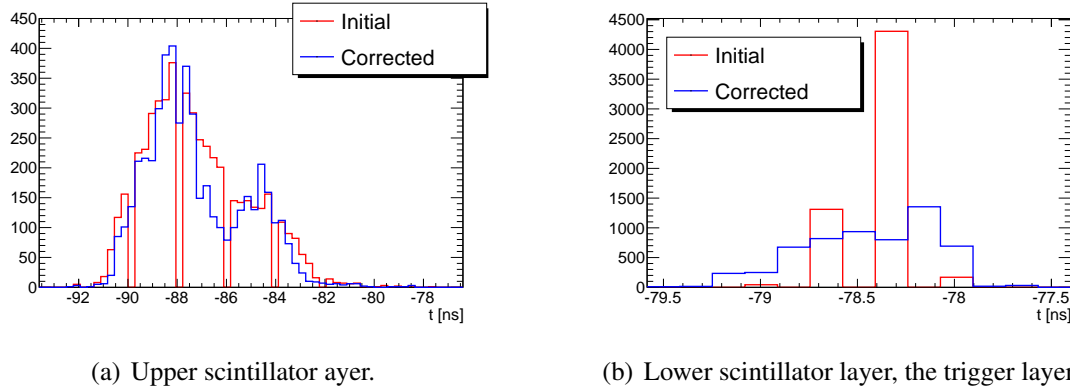 450
400
350
300
250
200
150
100
50
0
-92 -90 -88 -86 -84 -82 -80 -78
t [ns]
Initial
Corrected
4500
4000
3500
3000
2500
2000
1500
1000
500
0
-79.5 -79 -78.5 -78 -77.5
t [ns]
Initial
Corrected
(a) Upper scintillator ayer.
(b) Lower scintillator layer, the trigger layer